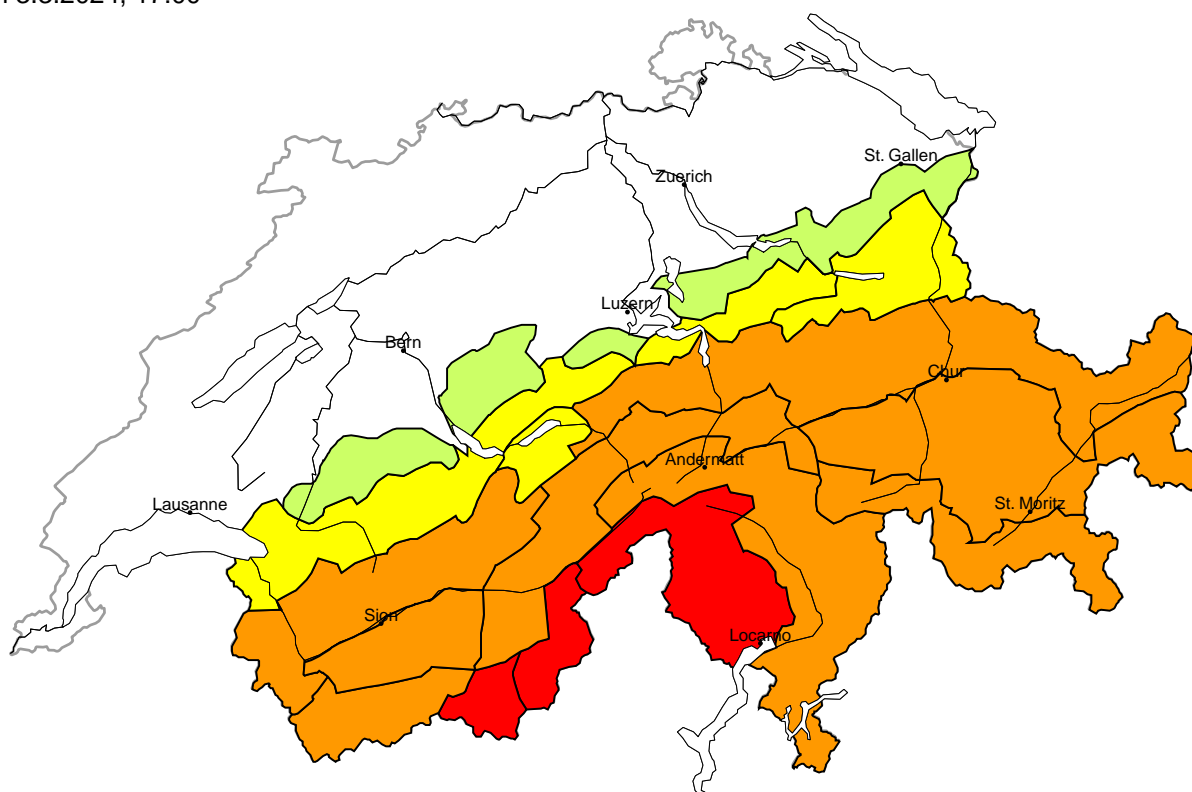 St. Gallen
Zuerich
Luzern
Bern
Chur
Andermatt
Lausanne
St. Moritz
Sion
Locarno